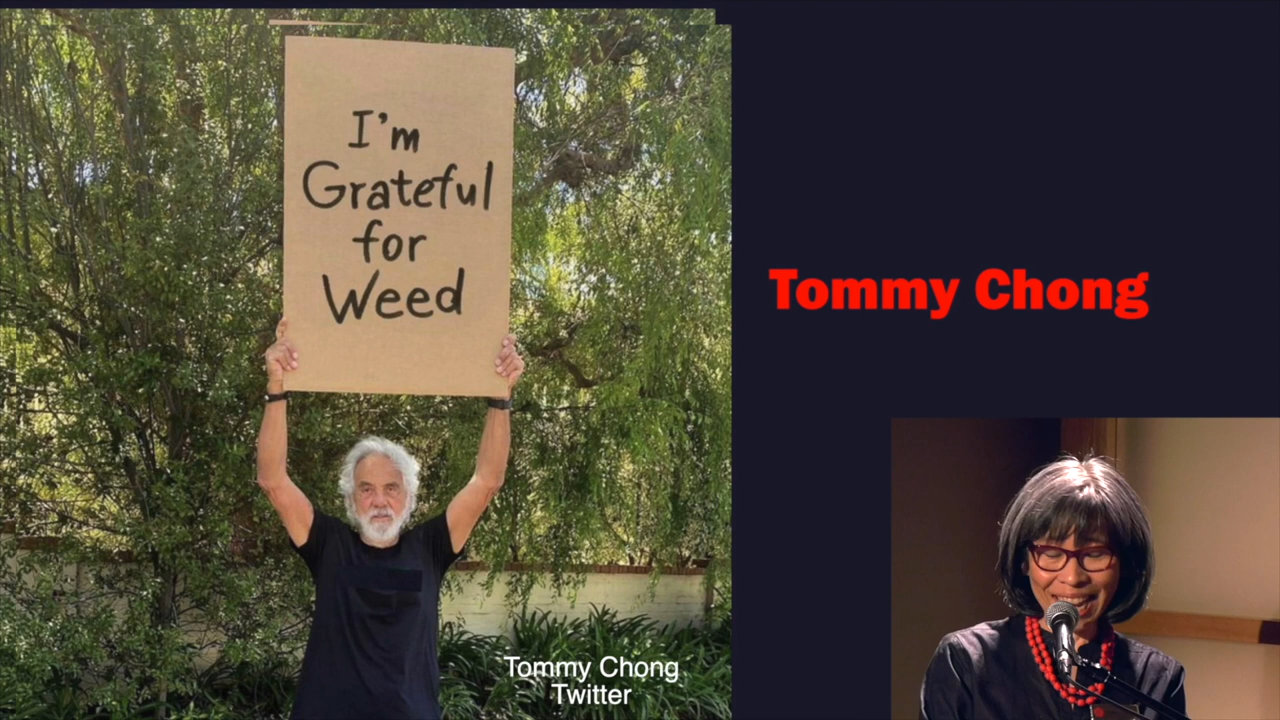 I'm
Grateful
for
Weed
Tommy Chong
Tommy Chong
Twitter